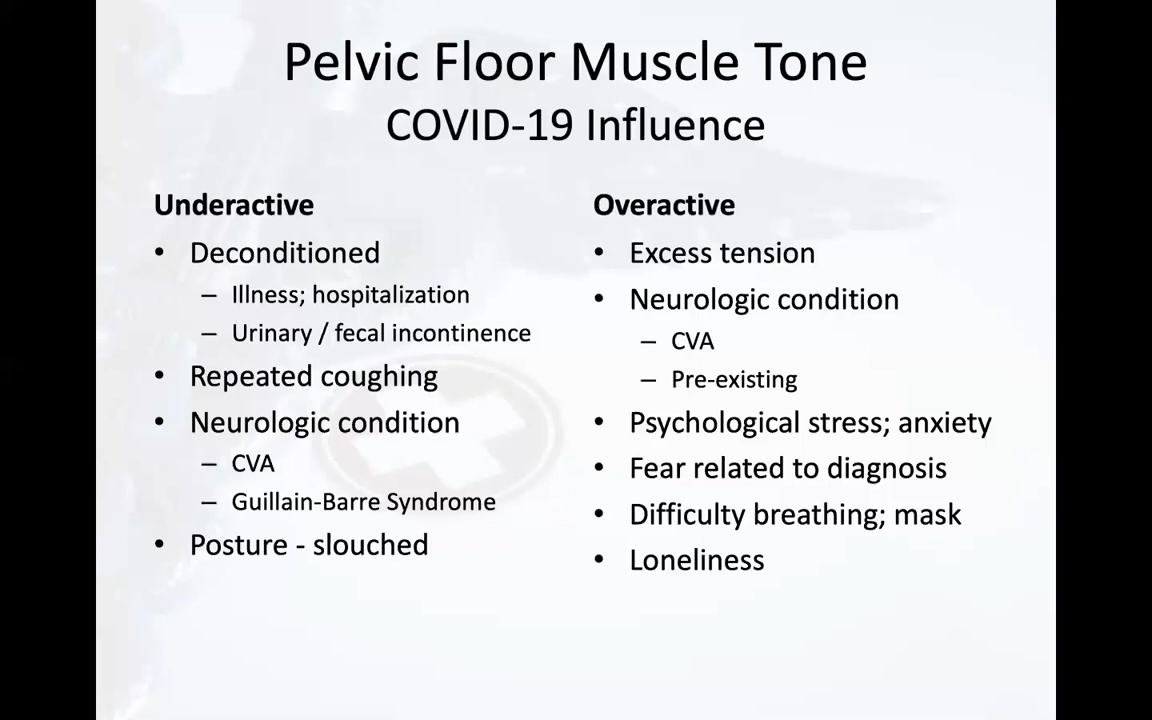 Pelvic Floor Muscle Tone
COVID-19 Influence
Underactive
• Deconditioned
– Illness; hospitalization
– Urinary / fecal incontinence
• Repeated coughing
• Neurologic condition
– CVA
– Guillain-Barre Syndrome
• Posture - slouched
Overactive
• Excess tension
• Neurologic condition
– CVA
– Pre-existing
• Psychological stress; anxiety
• Fear related to diagnosis
• Difficulty breathing; mask
• Loneliness